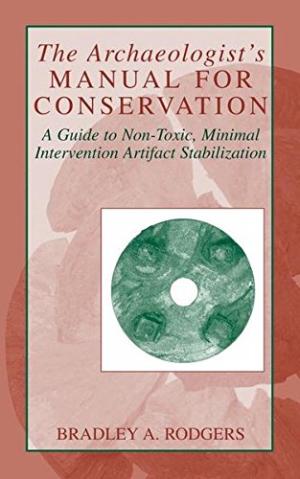 The Archaeologist's
MANUAL FOR
CONSERVATION
A Guide to Non-Toxic, Minimal
Intervention Artifact Stabilization
BRADLEY A. RODGERS